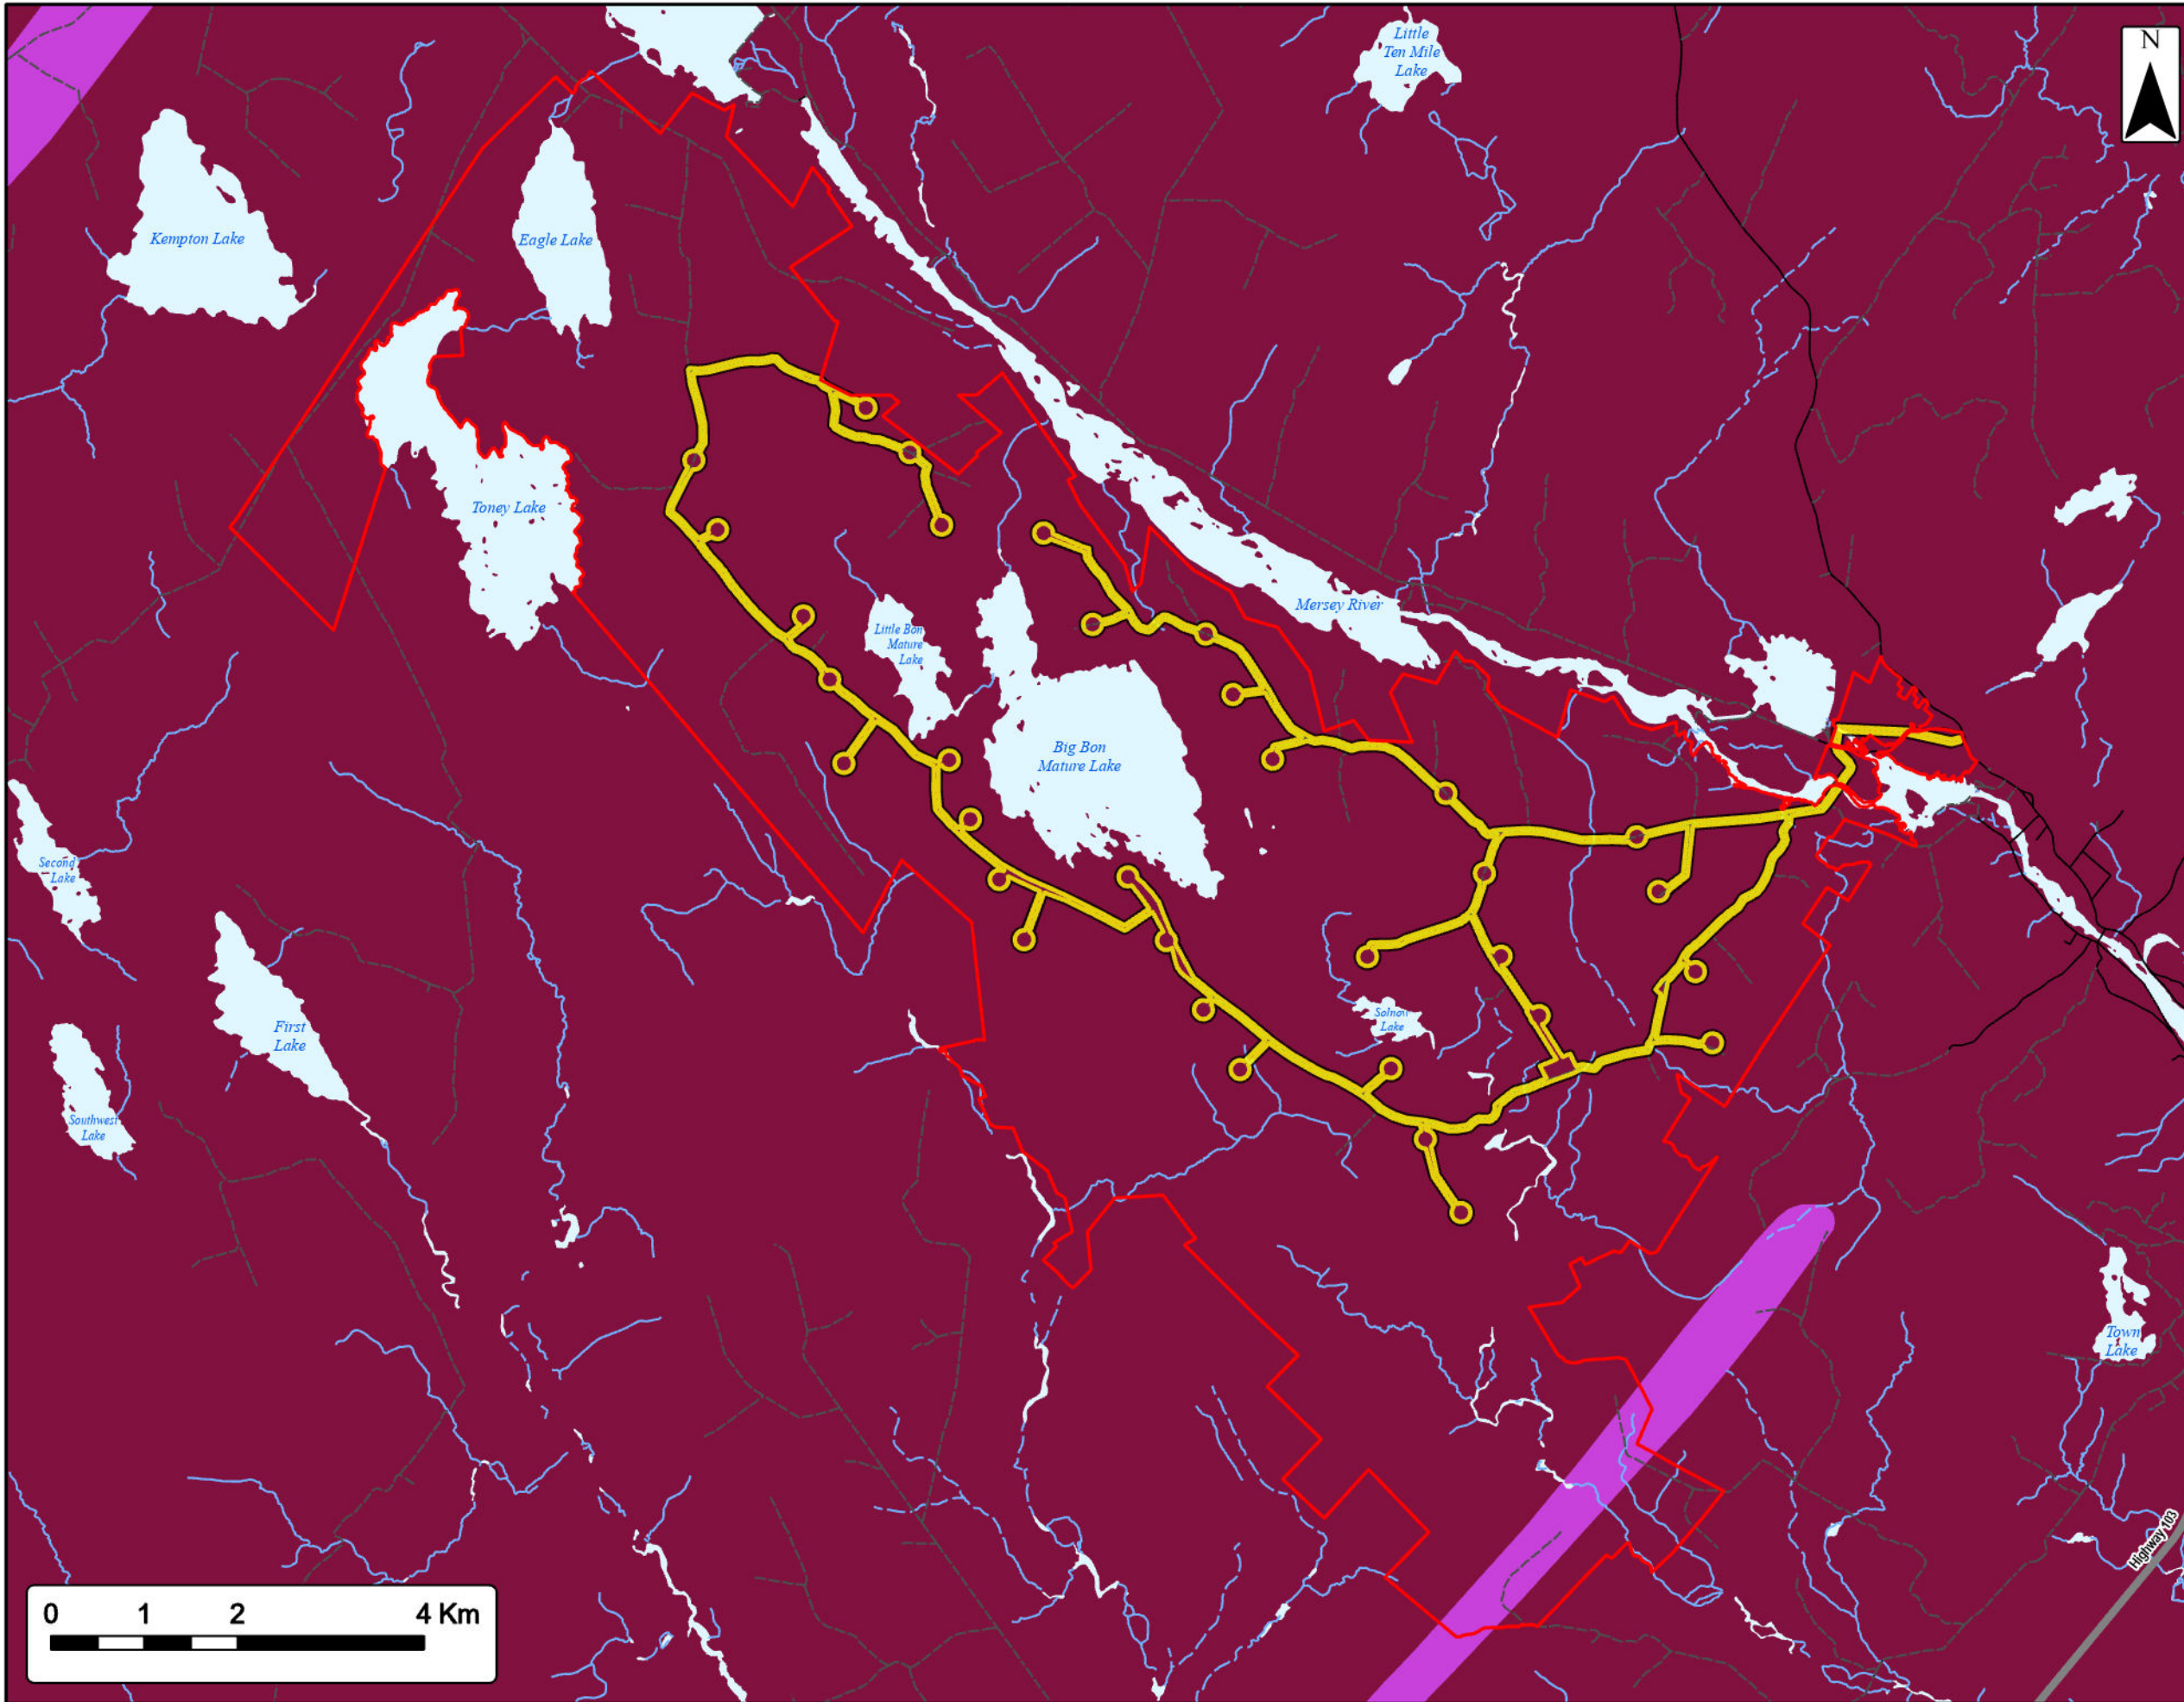 Little
Ten Mile
Lake
N
Kempton Lake
Eagle Lake
Toney Lake
Mersey River
Little Bon
Mature
Lake
Big Bon
Mature Lake
Second
Lake
First
Lake
Solnow
Lake
Southwest
Lake
Town
Lake
Highway 103
0 1 2 4 Km